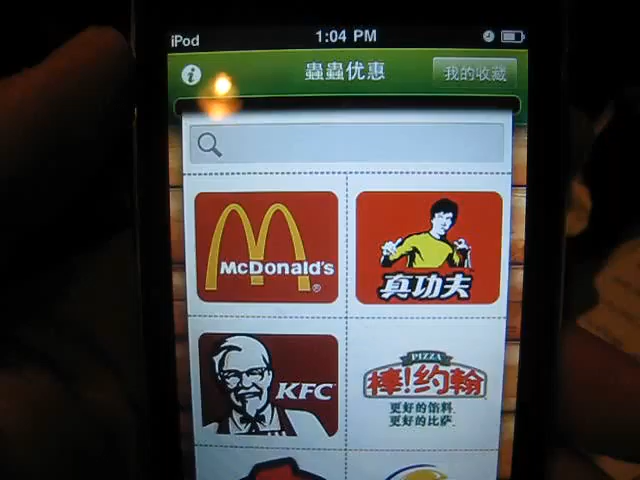 iPod
1:04 PM
蟲蟲优惠
我的收藏
McDonald's
真功夫
KFC
PIZZA
棒!约翰
更好的馅料.
更好的比萨.